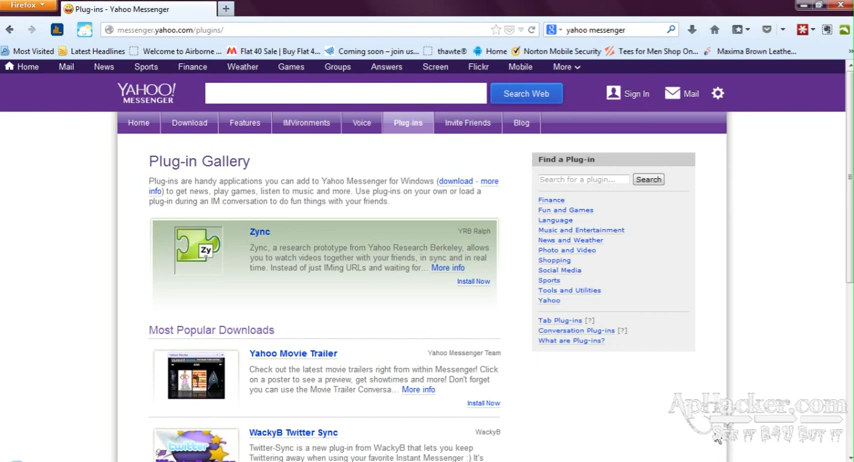 Firefox
Plug-ins - Yahoo Messenger
messenger.yahoo.com/plugins/
yahoo messenger
Most Visited Latest Headlines Welcome to Airborne ... Flat 40 Sale | Buy Flat 4... Coming soon – join us... thawte® Home Norton Mobile Security Tees for Men Shop On... Maxima Brown Leathe...
Home Mail News Sports Finance Weather Games Groups Answers Screen Flickr Mobile More
YAHOO!
MESSENGER
Search Web
Sign In
Mail
Home Download Features IMVironments Voice Plug-ins Invite Friends Blog
Plug-in Gallery
Plug-ins are handy applications you can add to Yahoo Messenger for Windows (download - more
info) to get news, play games, listen to music and more. Use plug-ins on your own or load a
plug-in during an IM conversation to do fun things with your friends.
Zync
YRB Ralph
Zy
Zync, a research prototype from Yahoo Research Berkeley, allows
you to watch videos together with your friends, in sync and in real
time. Instead of just IMing URLs and waiting for... More info
Install Now
Most Popular Downloads
Yahoo Movie Trailer
Yahoo Messenger Team
Check out the latest movie trailers right from within Messenger! Click
on a poster to see a preview, get showtimes and more! Don't forget
you can use the Movie Trailer Conversa... More info
Install Now
WackyB Twitter Sync
WackyB
twitter
Twitter-Sync is a new plug-in from WackyB that lets you keep
Twittering away when using your favorite Instant Messenger :) It's
Find a Plug-in
Search for a plugin...
Search
Finance
Fun and Games
Language
Music and Entertainment
News and Weather
Photo and Video
Shopping
Social Media
Sports
Tools and Utilities
Yahoo
Tab Plug-ins [?]
Conversation Plug-ins [?]
What are Plug-ins?
ApHacker.com